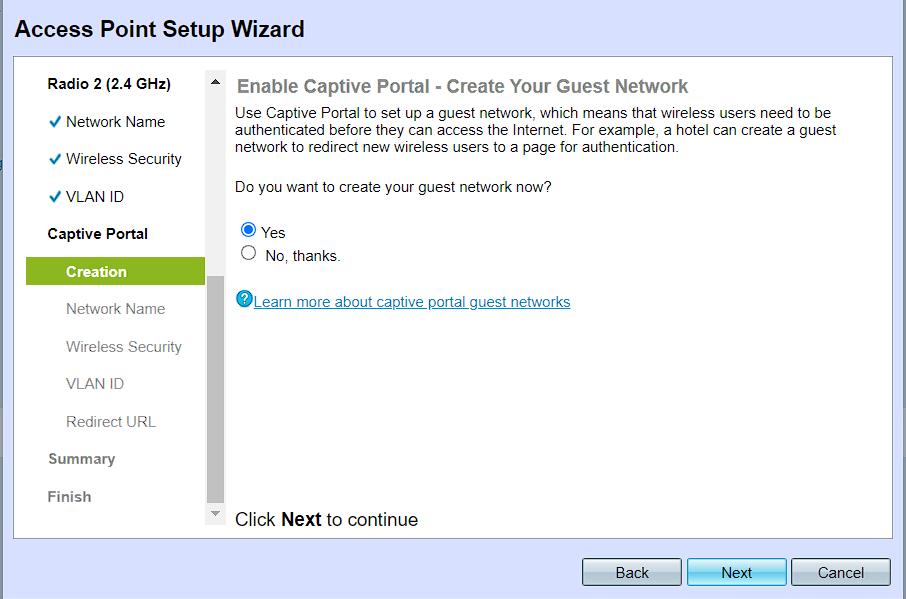 Access Point Setup Wizard
Radio 2 (2.4 GHz)
Network Name
Wireless Security
VLAN ID
Captive Portal
Creation
Network Name
Wireless Security
VLAN ID
Redirect URL
Summary
Finish
Enable Captive Portal - Create Your Guest Network
Use Captive Portal to set up a guest network, which means that wireless users need to be
authenticated before they can access the Internet. For example, a hotel can create a guest
network to redirect new wireless users to a page for authentication.
Do you want to create your guest network now?
Yes
No, thanks.
?Learn more about captive portal guest networks
Click Next to continue
Back
Next
Cancel